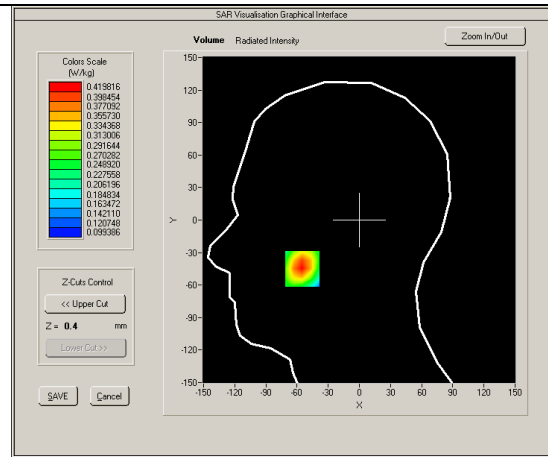 SAR Visualisation Graphical Interface
Volume Radiated Intensity
Zoom In/Out
Colors Scale
(W/kg)
0.419816
0.398454
0.377092
0.355730
0.334368
0.313006
0.291644
0.270282
0.248920
0.227558
0.206196
0.184834
0.163472
0.142110
0.120748
0.099386
Z-Cuts Control
<< Upper Cut
Z = 0.4 mm
Lower Cut >>
SAVE Cancel
150-
120-
90-
60-
30-
0-
-30-
-60-
-90-
-120-
-150-
Y
-150 -120 -90 -60 -30 0 30 60 90 120 150
X